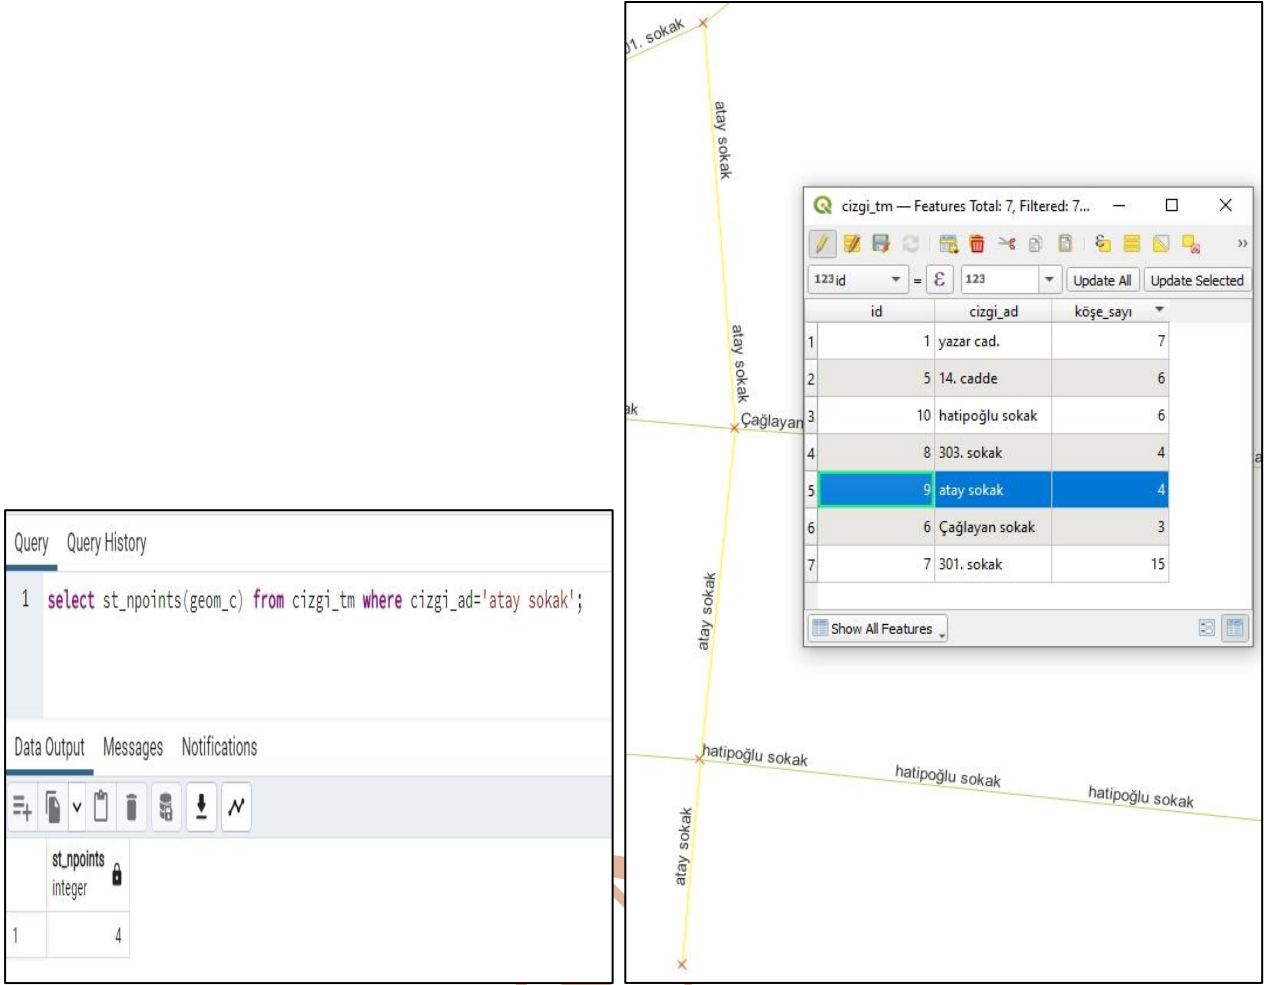 Query Query History
1 select st_npoints(geom_c) from cizgi_tm where cizgi_ad='atay sokak';
Data Output Messages Notifications
st_npoints
integer
1 4
01. sokak
atay sokak
atay sokak
ak
Çağlayan
atay sokak
hatipoğlu sokak
hatipoğlu sokak
hatipoğlu sokak
atay sokak
cizgi_tm — Features Total: 7, Filtered: 7...
123 id = ε 123 Update All Update Selected
id cizgi_ad köşe_sayı
1 1 yazar cad. 7
2 5 14. cadde 6
3 10 hatipoğlu sokak 6
4 8 303. sokak 4
5 9 atay sokak 4
6 6 Çağlayan sokak 3
7 7 301. sokak 15
Show All Features